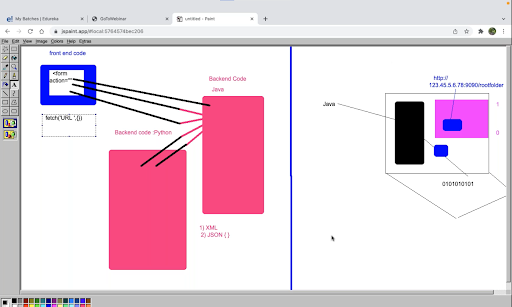 My Batches | Edureka
GoToWebinar
untitled - Paint
jspaint.app/#local:5764574bec208
File Edit View Image Colors Help Extras
front end code
<form
action=""
fetch('URL ',{})
Backend Code
Java
Backend code :Python
1) XML
2) JSON { }
http://
123.45.5.6.78:9090/rootfolder
Java
1
0
0101010101